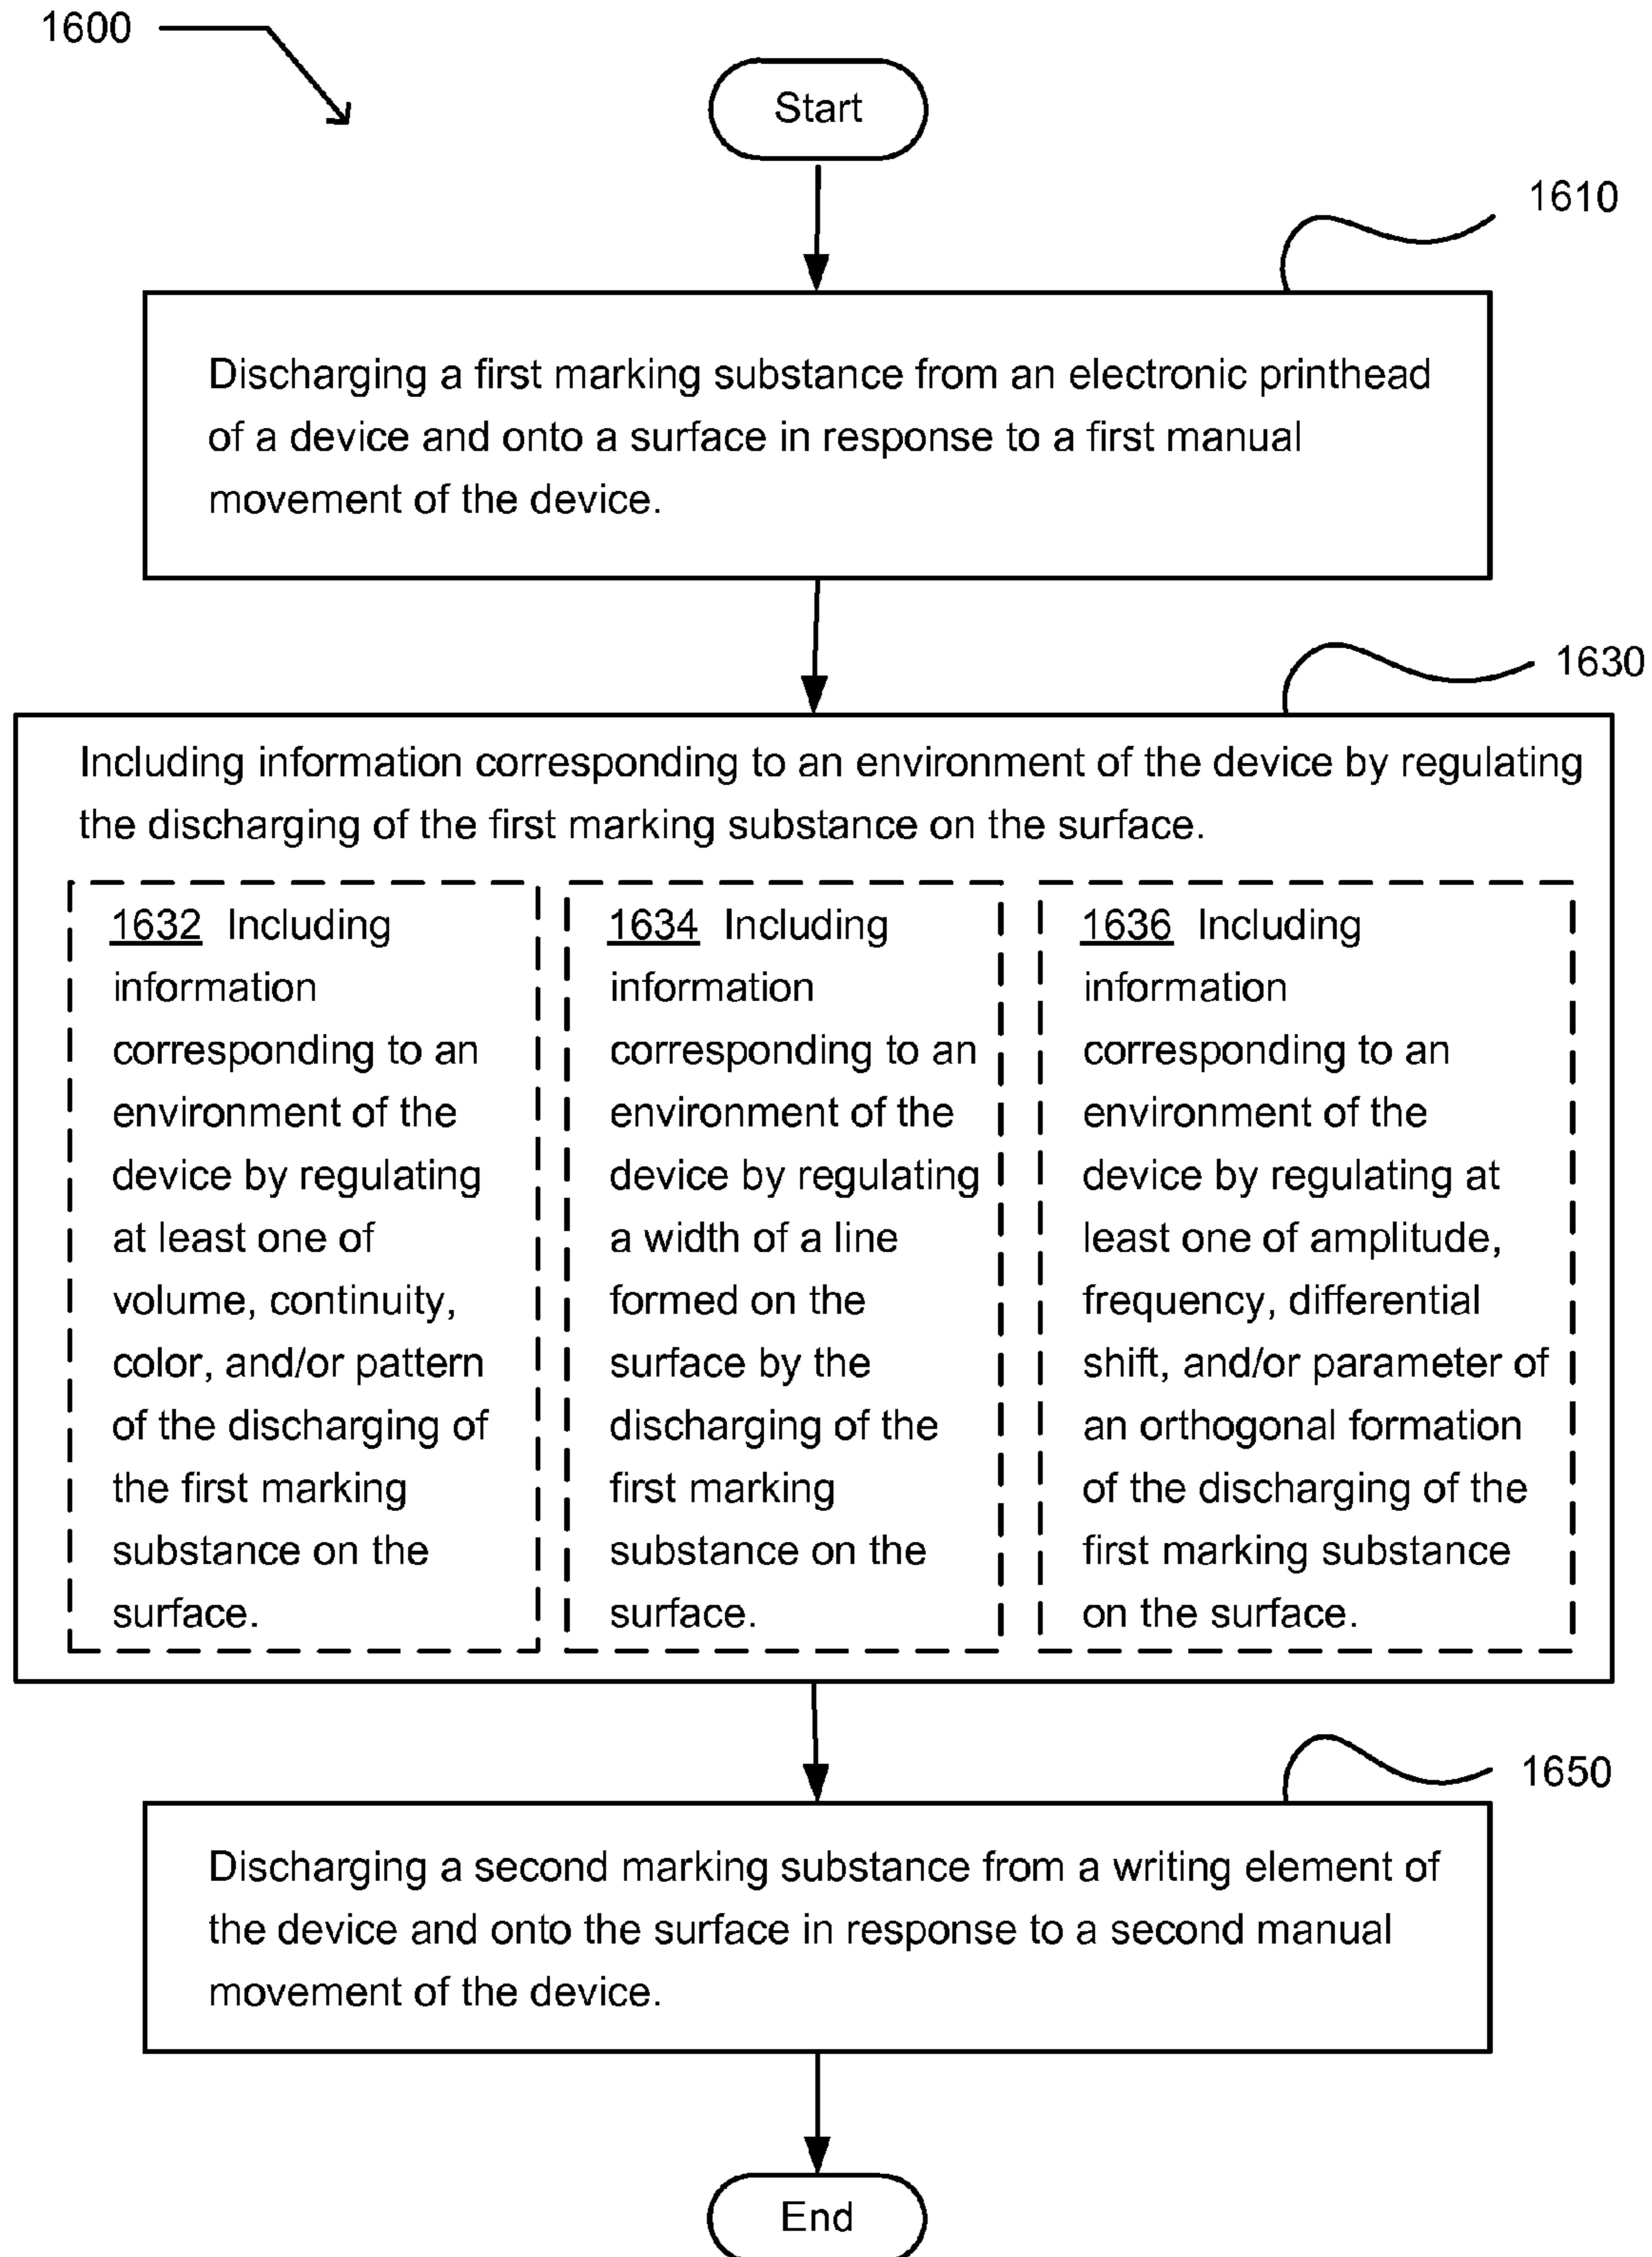 1600
Start
1610
Discharging a first marking substance from an electronic printhead
of a device and onto a surface in response to a first manual
movement of the device.
1630
Including information corresponding to an environment of the device by regulating
the discharging of the first marking substance on the surface.
1632 Including
information
corresponding to an
environment of the
device by regulating
at least one of
volume, continuity,
color, and/or pattern
of the discharging of
the first marking
substance on the
surface.
1634 Including
information
corresponding to an
environment of the
device by regulating
a width of a line
formed on the
surface by the
discharging of the
first marking
substance on the
surface.
1636 Including
information
corresponding to an
environment of the
device by regulating at
least one of amplitude,
frequency, differential
shift, and/or parameter of
an orthogonal formation
of the discharging of the
first marking substance
on the surface.
1650
Discharging a second marking substance from a writing element of
the device and onto the surface in response to a second manual
movement of the device.
End